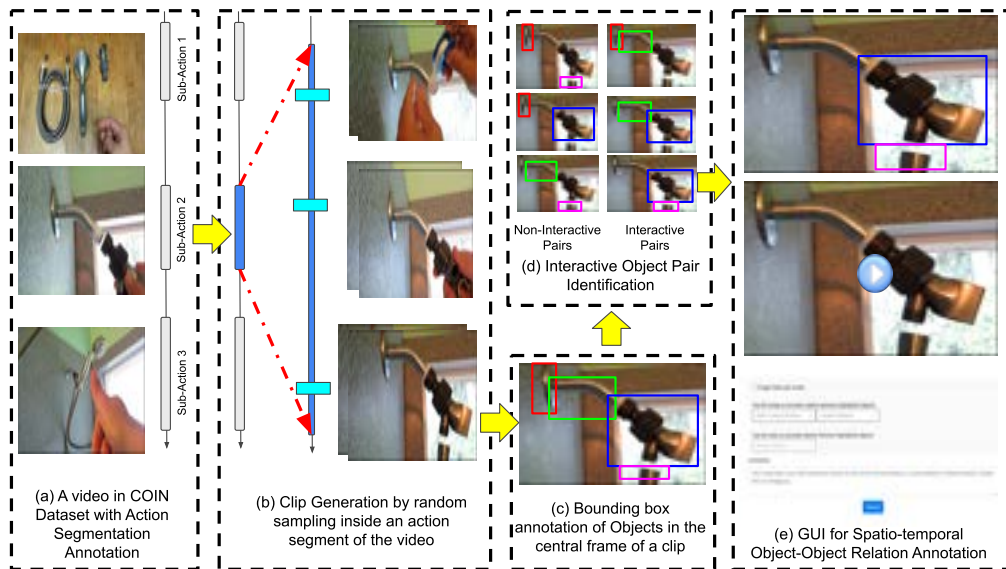 Sub-Action 1
Sub-Action 2
Sub-Action 3
(a) A video in COIN
Dataset with Action
Segmentation
Annotation
(b) Clip Generation by random
sampling inside an action
segment of the video
Non-Interactive
Pairs
Interactive
Pairs
(d) Interactive Object Pair
Identification
(c) Bounding box
annotation of Objects in the
central frame of a clip
(e) GUI for Spatio-temporal
Object-Object Relation Annotation